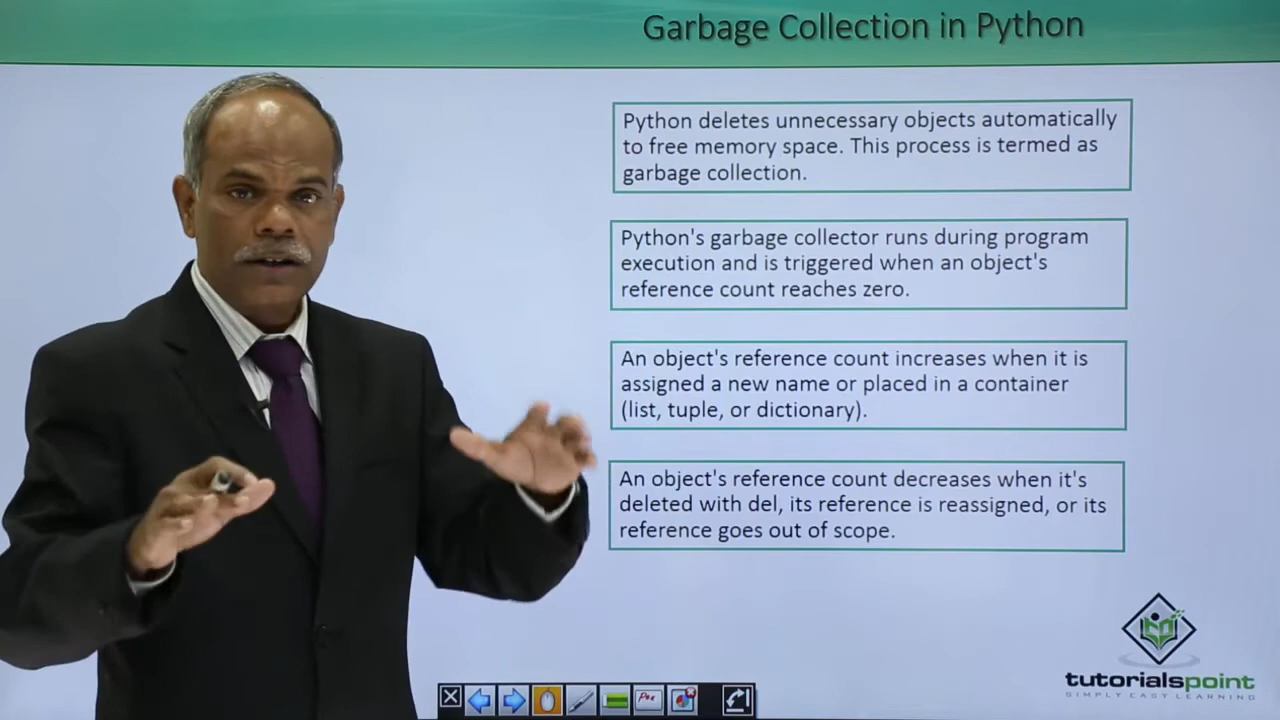 Garbage Collection in Python
Python deletes unnecessary objects automatically
to free memory space. This process is termed as
garbage collection.
Python's garbage collector runs during program
execution and is triggered when an object's
reference count reaches zero.
An object's reference count increases when it is
assigned a new name or placed in a container
(list, tuple, or dictionary).
An object's reference count decreases when it's
deleted with del, its reference is reassigned, or its
reference goes out of scope.
tutorialspoint
SIMPLY EASY LEARNING